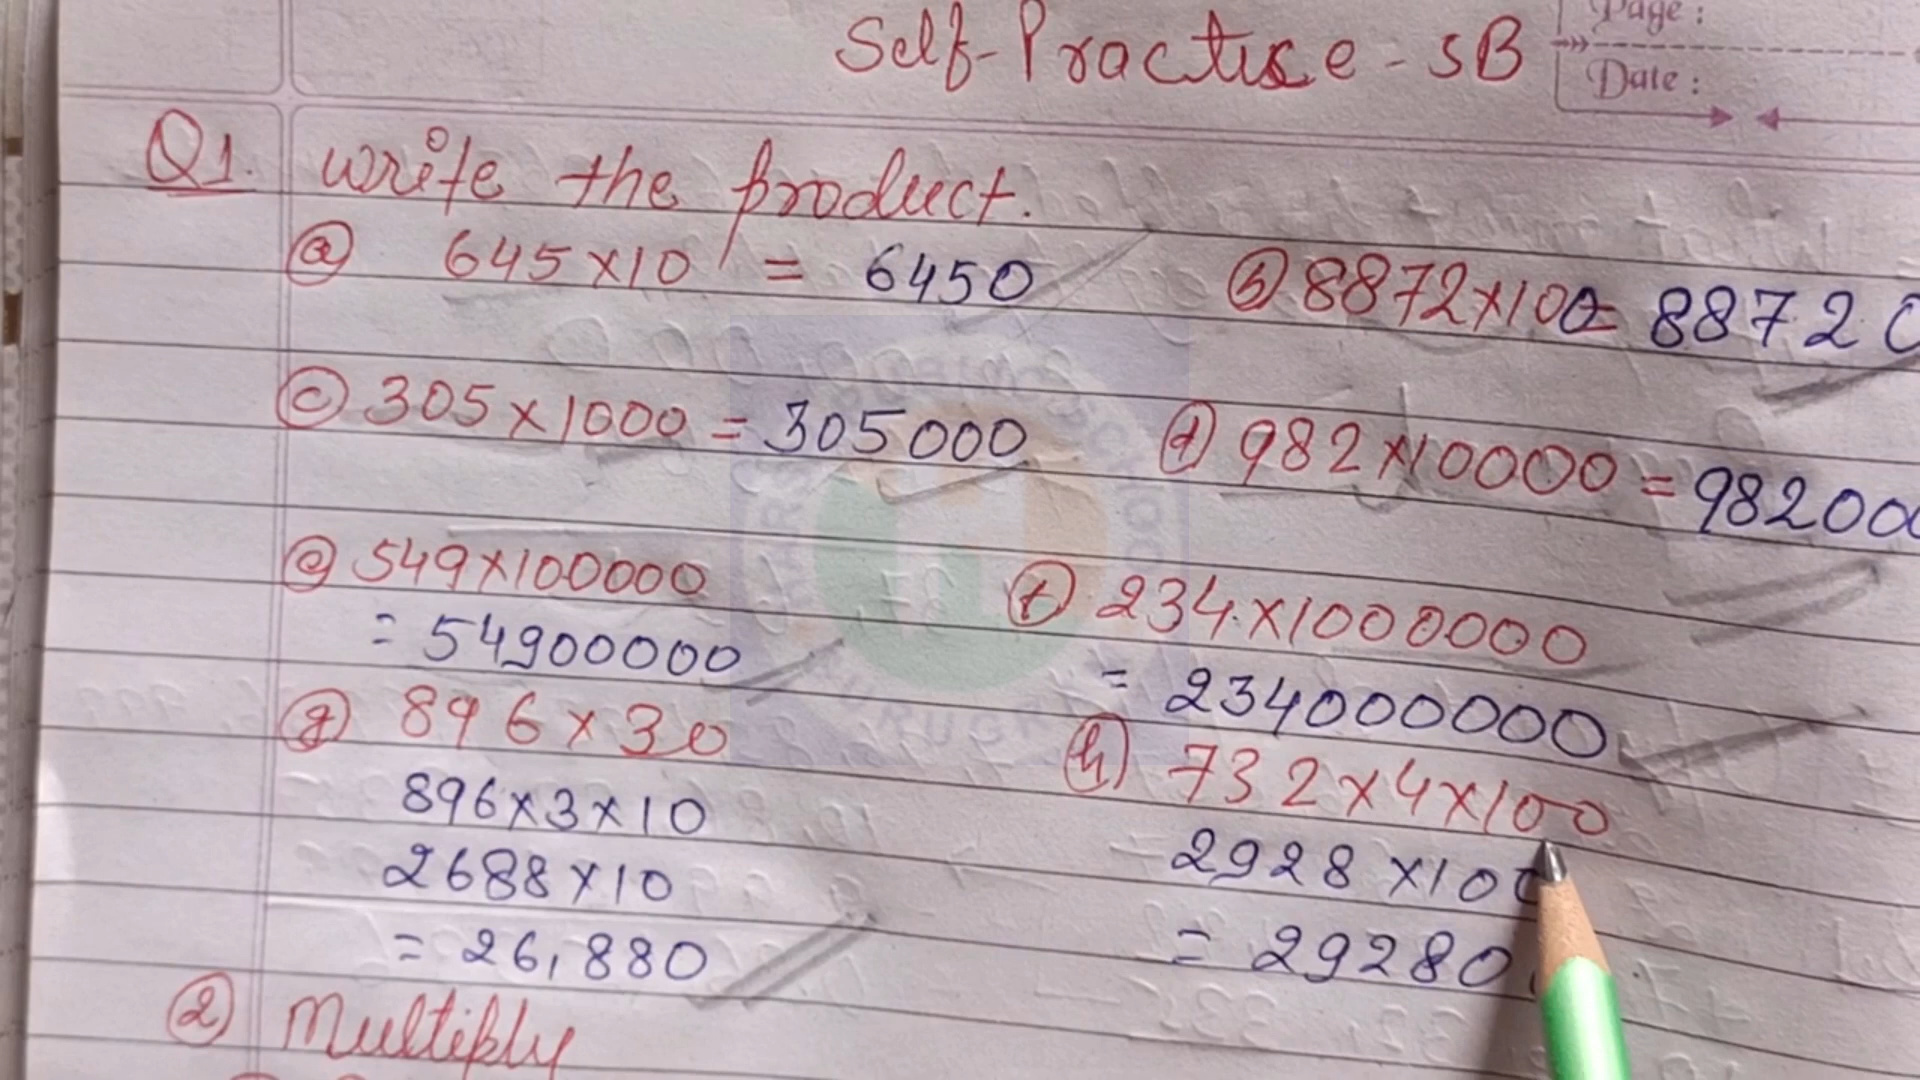 Page :
Self-Practice - 5B
Date :
Q1. write the product.
(a) 645×10 = 6450 (b) 8872×100= 88720
(c) 305×1000 = 305000 (d) 982×10000 = 982000
(e) 549×100000 (f) 234×1000000
= 54900000 = 234000000
(g) 896×30 (h) 732×4×100
896×3×10 2928×100
2688×10 = 29280
= 26,880
(2) Multiply